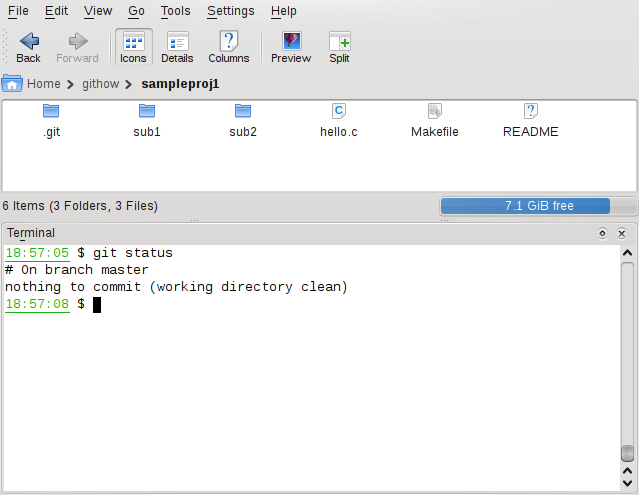 File Edit View Go Tools Settings Help
Back Forward Icons Details Columns Preview Split
Home > githow > sampleproj1
.git sub1 sub2 hello.c Makefile README
6 Items (3 Folders, 3 Files) 7.1 GiB free
Terminal
18:57:05 $ git status
# On branch master
nothing to commit (working directory clean)
18:57:08 $